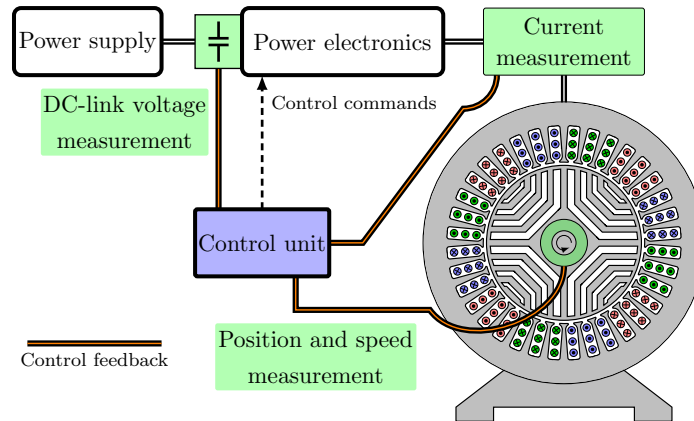 Power supply
Power electronics
Current
measurement
DC-link voltage
measurement
Control commands
Control unit
Position and speed
measurement
Control feedback